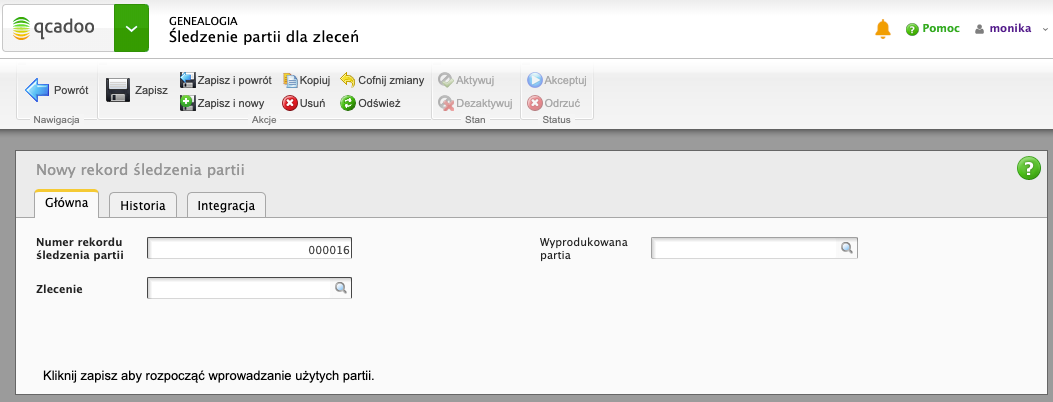 qcadoo
GENEALOGIA
Śledzenie partii dla zleceń
Pomoc
monika
Powrót
Nawigacja
Zapisz
Zapisz i powrót
Kopiuj
Cofnij zmiany
Zapisz i nowy
Usuń
Odśwież
Akcje
Aktywuj
Dezaktywuj
Stan
Akceptuj
Odrzuć
Status
Nowy rekord śledzenia partii
Główna
Historia
Integracja
Numer rekordu
śledzenia partii
000016
Wyprodukowana
partia
Zlecenie
Kliknij zapisz aby rozpocząć wprowadzanie użytych partii.